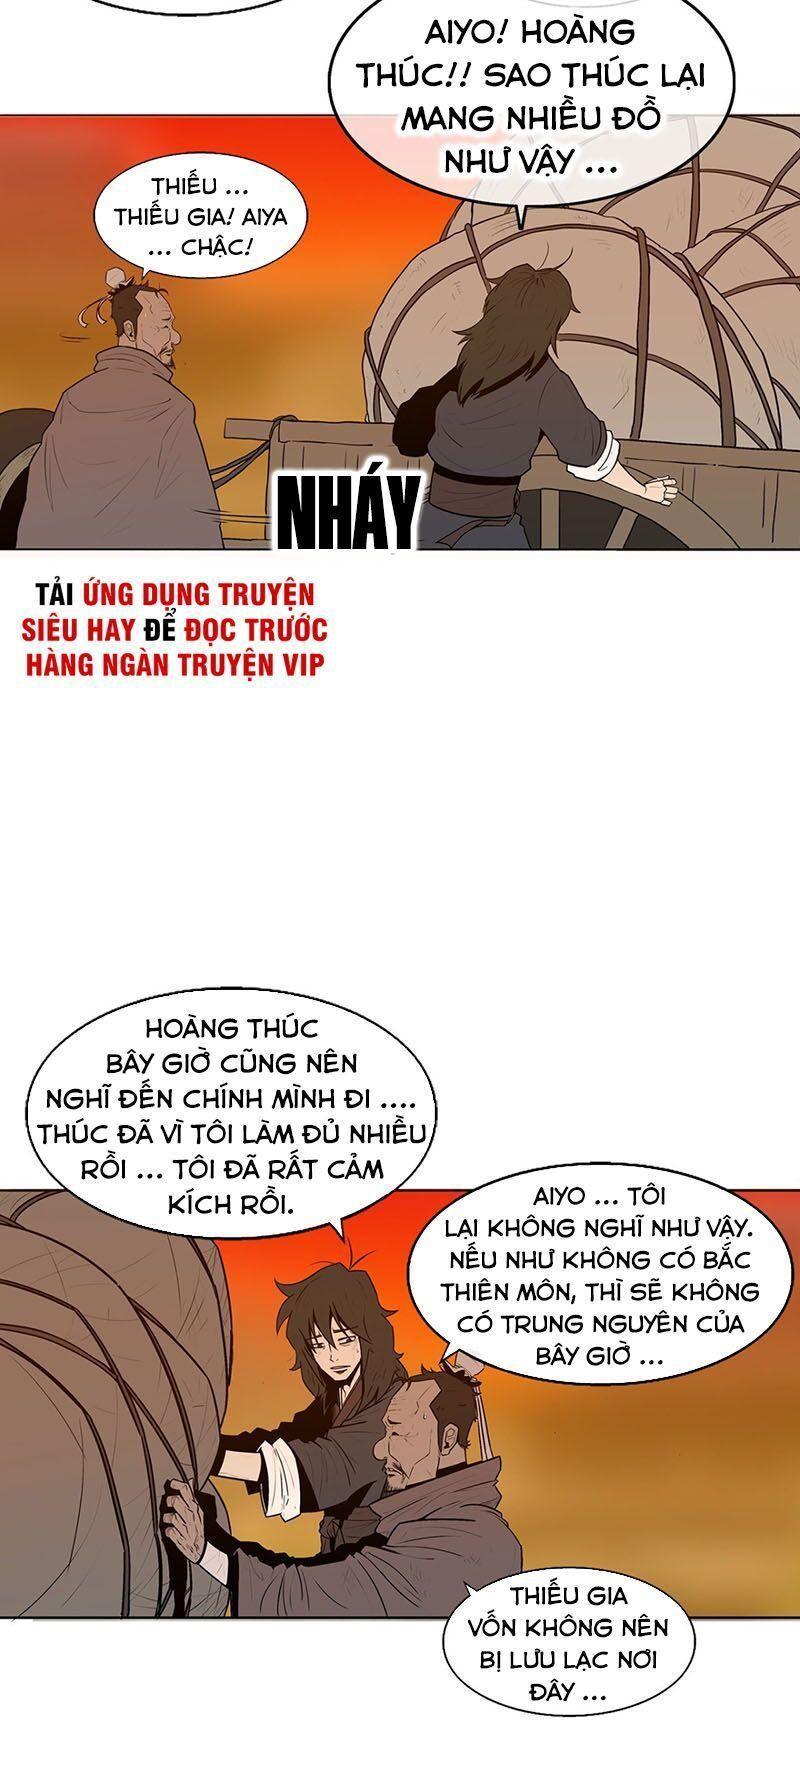 AIYO! HOÀNG
THÚC!! SAO THÚC LẠI
MANG NHIỀU ĐỒ
NHƯ VẬY ...
THIẾU ...
THIẾU GIA! AIYA
... CHẬC!
NHÁY
TẢI ỨNG DỤNG TRUYỆN
SIÊU HAY ĐỂ ĐỌC TRƯỚC
HÀNG NGÀN TRUYỆN VIP
HOÀNG THÚC
BÂY GIỜ CŨNG NÊN
NGHĨ ĐẾN CHÍNH MÌNH ĐI ....
THÚC ĐÃ VÌ TÔI LÀM ĐỦ NHIỀU
RỒI ... TÔI ĐÃ RẤT CẢM
KÍCH RỒI.
AIYO ... TÔI
LẠI KHÔNG NGHĨ NHƯ VẬY.
NẾU NHƯ KHÔNG CÓ BẮC
THIÊN MÔN, THÌ SẼ KHÔNG
CÓ TRUNG NGUYÊN CỦA
BÂY GIỜ ...
THIẾU GIA
VỐN KHÔNG NÊN
BỊ LƯU LẠC NƠI
ĐÂY ...